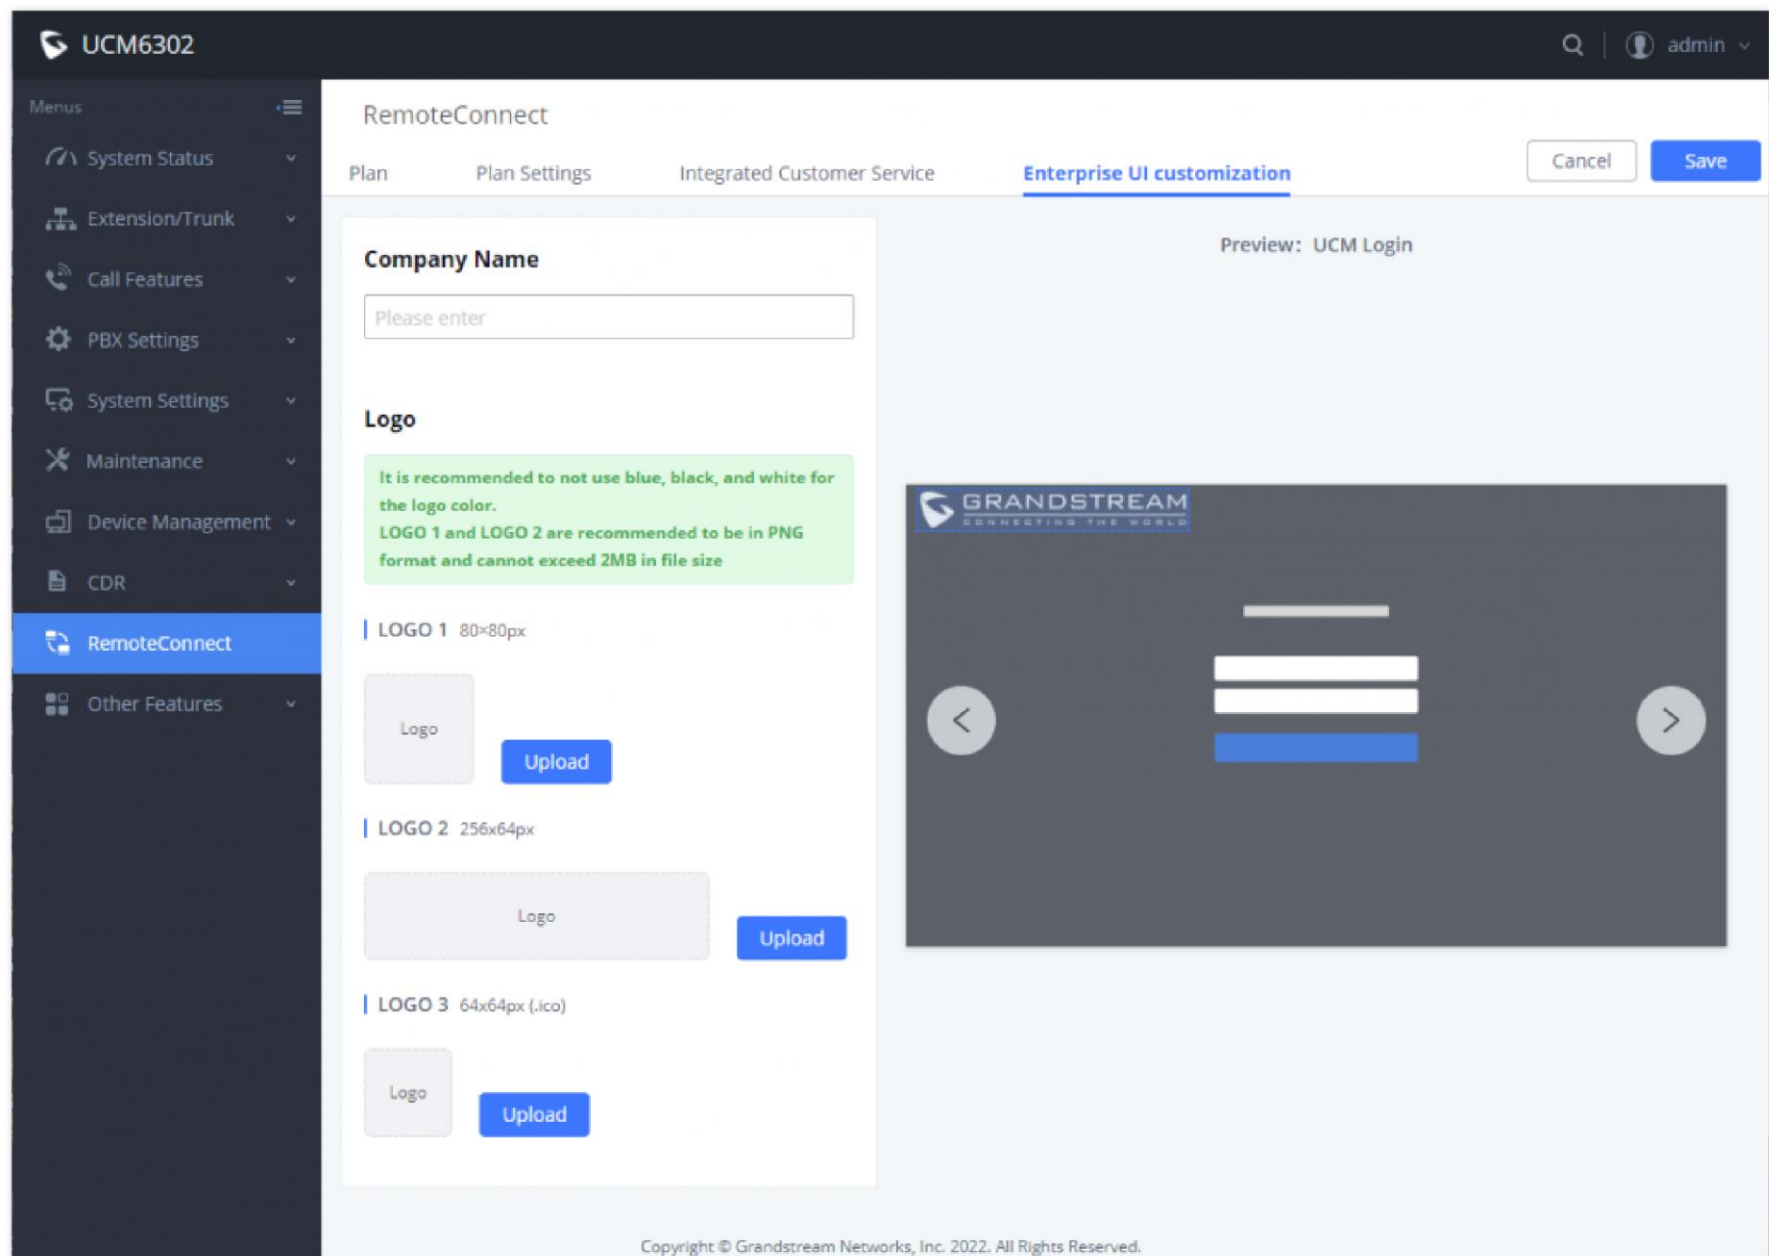 UCM6302
admin
Menus
RemoteConnect
System Status
Plan
Plan Settings
Integrated Customer Service
Enterprise UI customization
Cancel
Save
Extension/Trunk
Call Features
PBX Settings
System Settings
Maintenance
Device Management
CDR
RemoteConnect
Other Features
Company Name
Please enter
Logo
It is recommended to not use blue, black, and white for
the logo color.
LOGO 1 and LOGO 2 are recommended to be in PNG
format and cannot exceed 2MB in file size
LOGO 1 80×80px
Logo
Upload
LOGO 2 256x64px
Logo
Upload
LOGO 3 64x64px (.ico)
Logo
Upload
Preview: UCM Login
GRANDSTREAM
CONNECTING THE WORLD
Copyright © Grandstream Networks, Inc. 2022. All Rights Reserved.